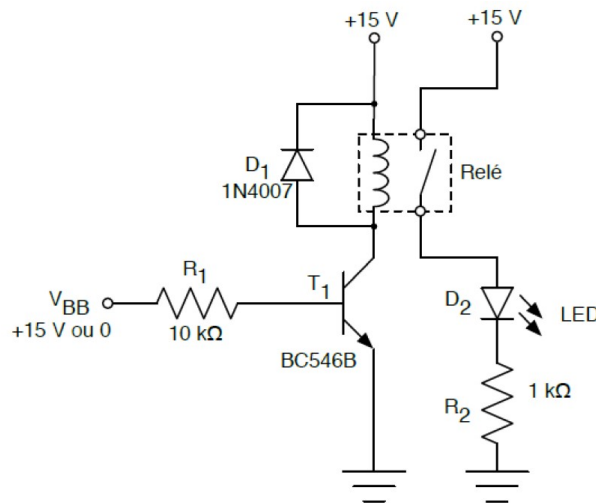 +15 V
+15 V
D1
1N4007
Relé
R1
T1
VBB
+15 V ou 0
10 kΩ
D2
LED
BC546B
1 kΩ
R2